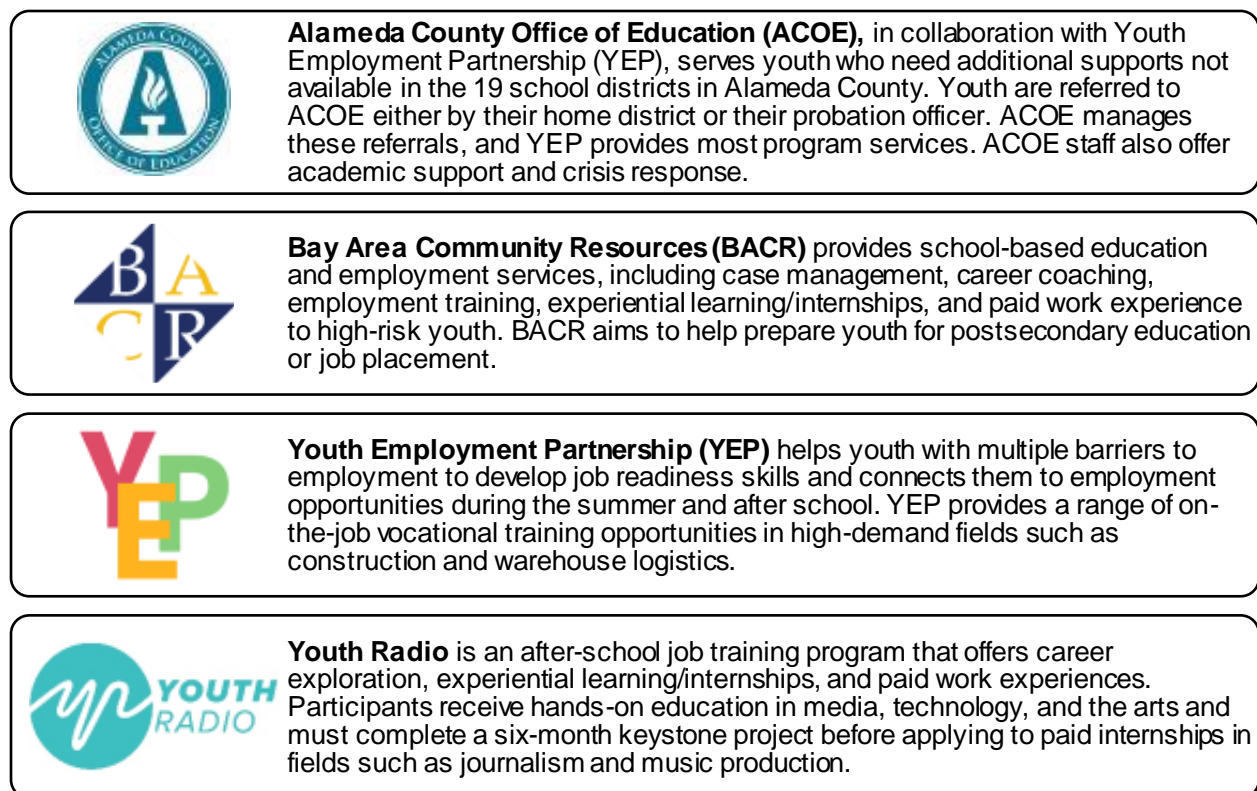 ALAMEDA COUNTY
OFFICE OF EDUCATION
Alameda County Office of Education (ACOE), in collaboration with Youth
Employment Partnership (YEP), serves youth who need additional supports not
available in the 19 school districts in Alameda County. Youth are referred to
ACOE either by their home district or their probation officer. ACOE manages
these referrals, and YEP provides most program services. ACOE staff also offer
academic support and crisis response.
B A
C R
Bay Area Community Resources (BACR) provides school-based education
and employment services, including case management, career coaching,
employment training, experiential learning/internships, and paid work experience
to high-risk youth. BACR aims to help prepare youth for postsecondary education
or job placement.
YEP
Youth Employment Partnership (YEP) helps youth with multiple barriers to
employment to develop job readiness skills and connects them to employment
opportunities during the summer and after school. YEP provides a range of on-
the-job vocational training opportunities in high-demand fields such as
construction and warehouse logistics.
YOUTH
RADIO
Youth Radio is an after-school job training program that offers career
exploration, experiential learning/internships, and paid work experiences.
Participants receive hands-on education in media, technology, and the arts and
must complete a six-month keystone project before applying to paid internships in
fields such as journalism and music production.